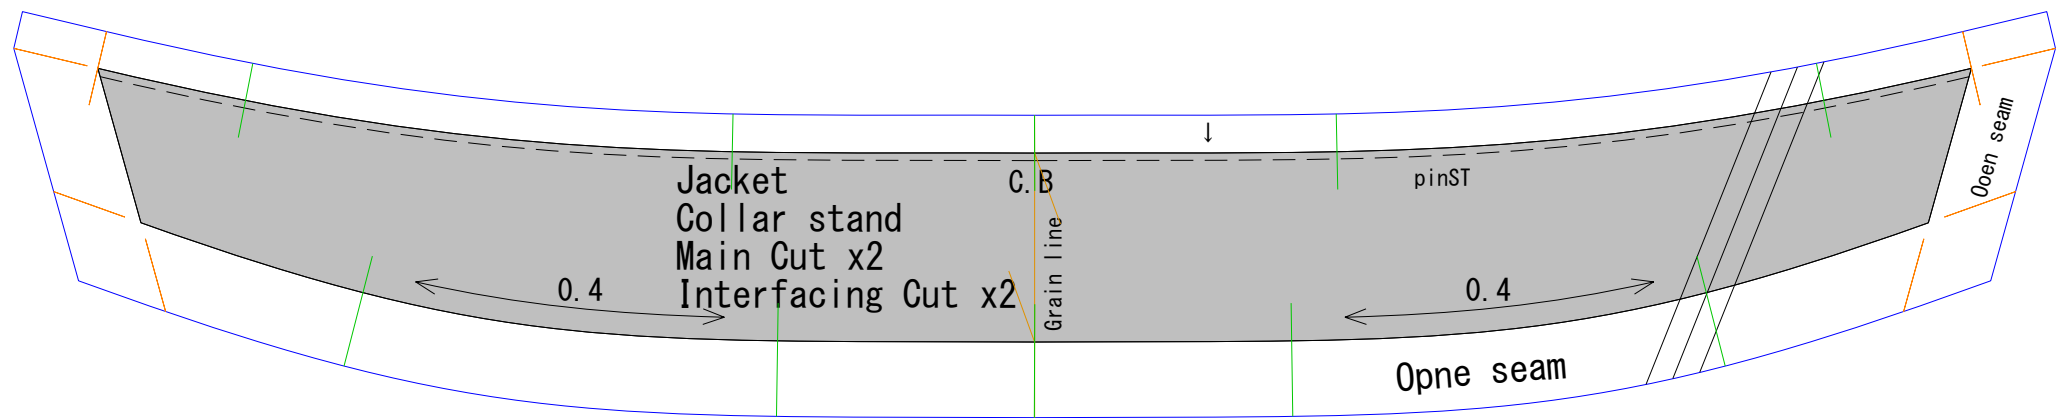 Jacket
Collar stand
Main Cut x2
Interfacing Cut x2
C.B
Grain line
↓
pinST
0.4
0.4
Opne seam
Ooen seam